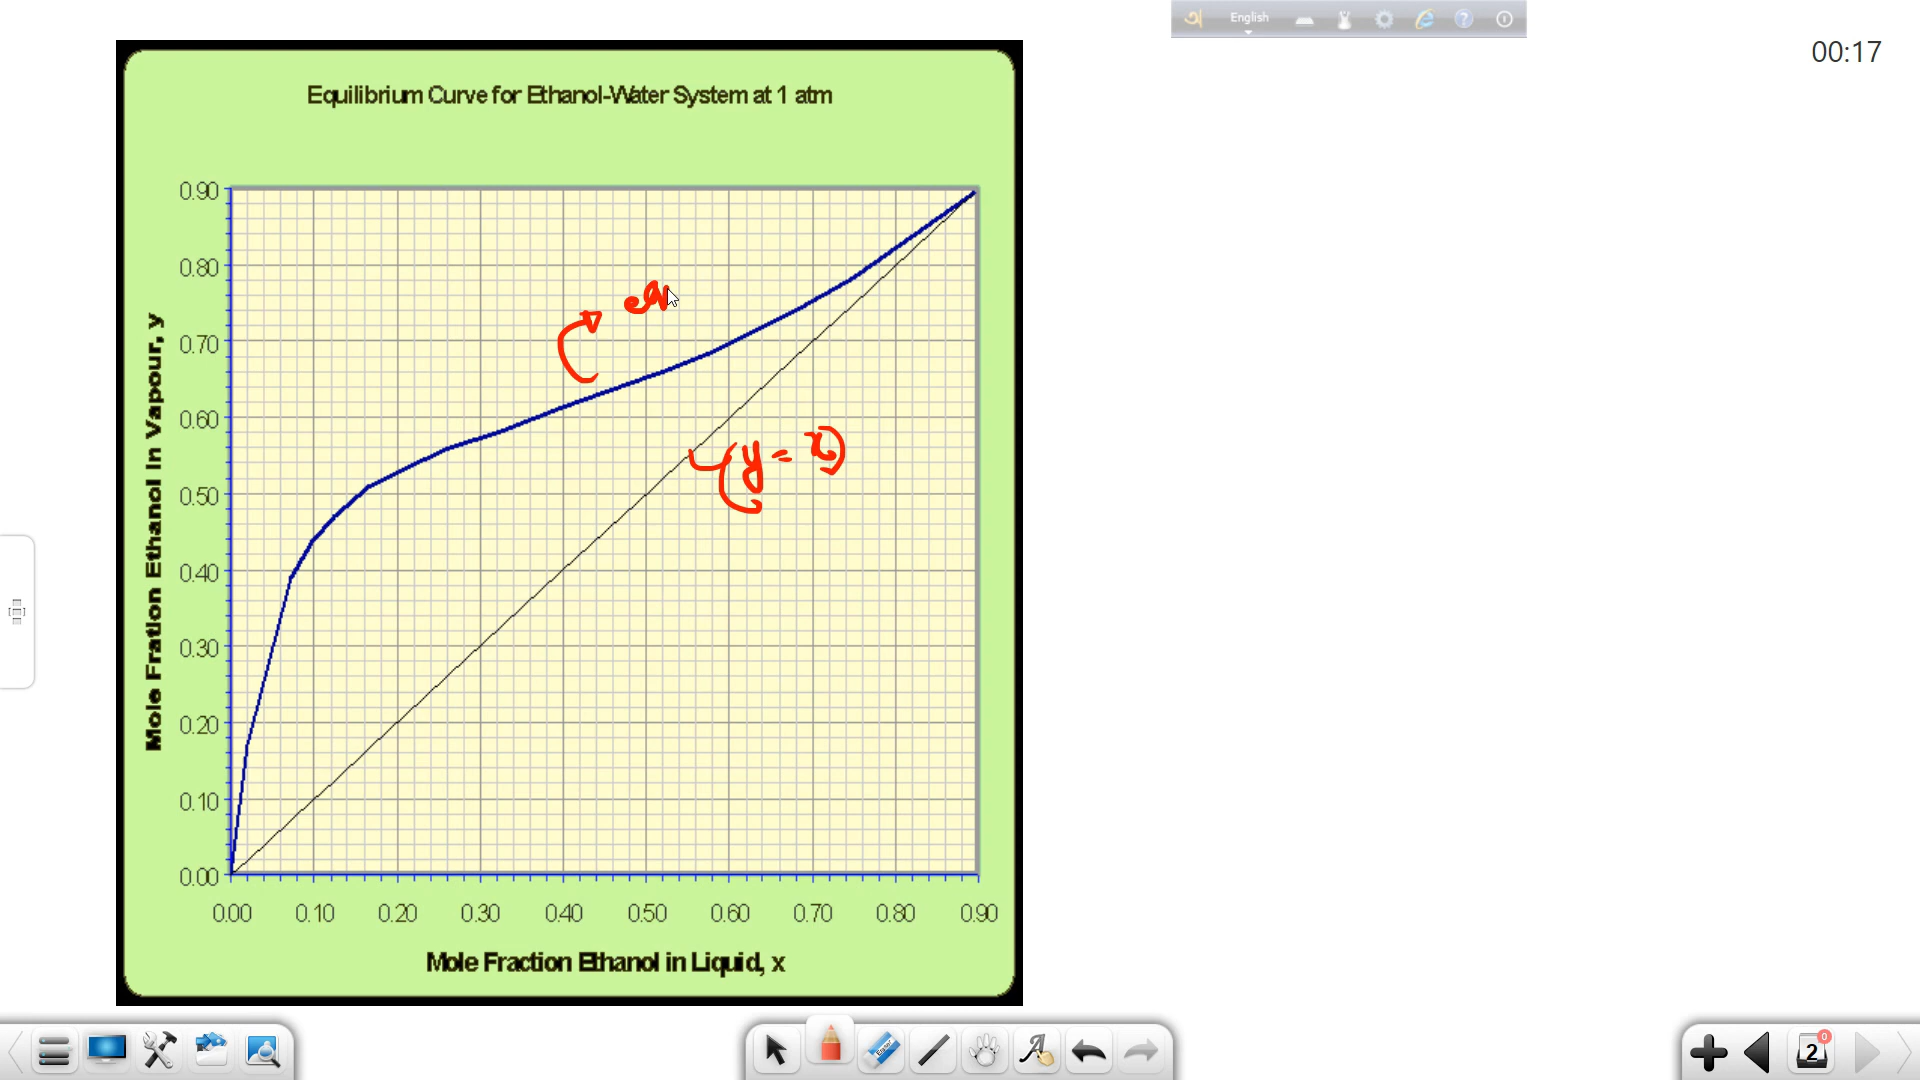 English
00:17
Equilibrium Curve for Ethanol-Water System at 1 atm
0.90
0.80
0.70
0.60
0.50
0.40
0.30
0.20
0.10
0.00
Mole Fration Ethanol in Vapour, y
eq
(y = x)
0.00 0.10 0.20 0.30 0.40 0.50 0.60 0.70 0.80 0.90
Mole Fraction Ethanol in Liquid, x
Eraser
A
2
0